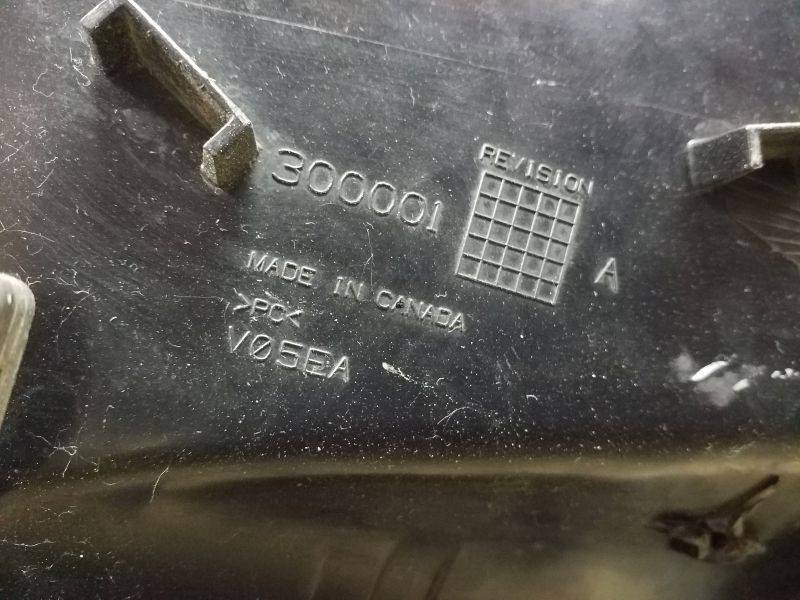 300001
REVISION
A
MADE IN CANADA
>PC<
V05EA